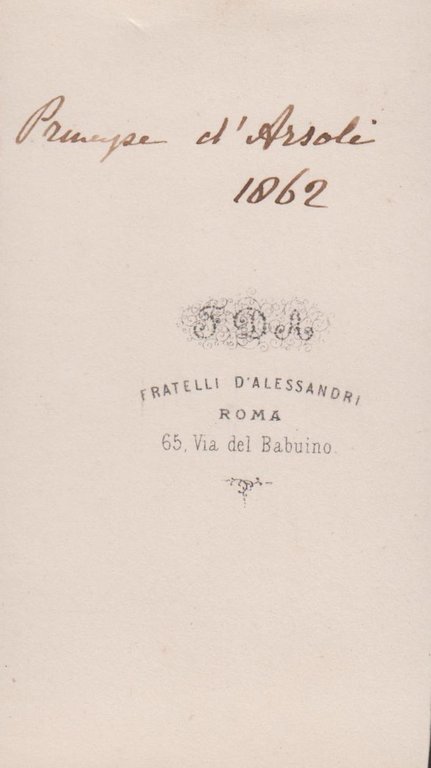 Principe d'Arsoli
1862
F. D. A.
FRATELLI D'ALESSANDRI
ROMA
65, Via del Babuino.